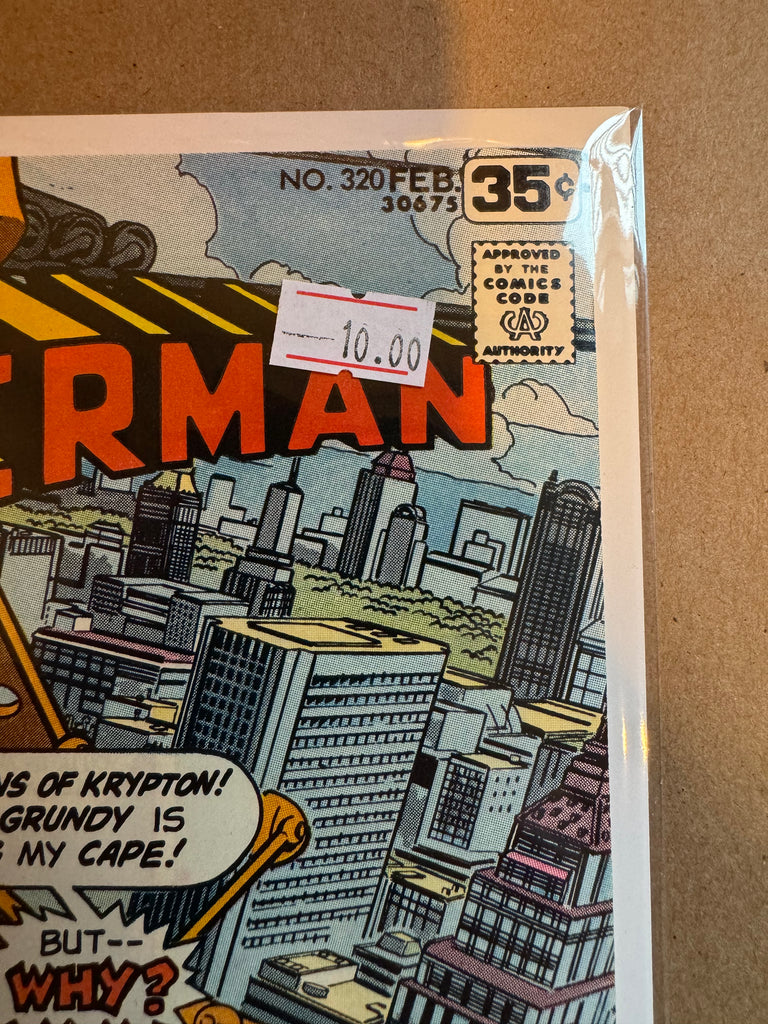 NO. 320 FEB. 35¢
30675
APPROVED
BY THE
COMICS
CODE
AUTHORITY
10.00
ERMAN
NS OF KRYPTON!
GRUNDY IS
MY CAPE!
BUT--
WHY?